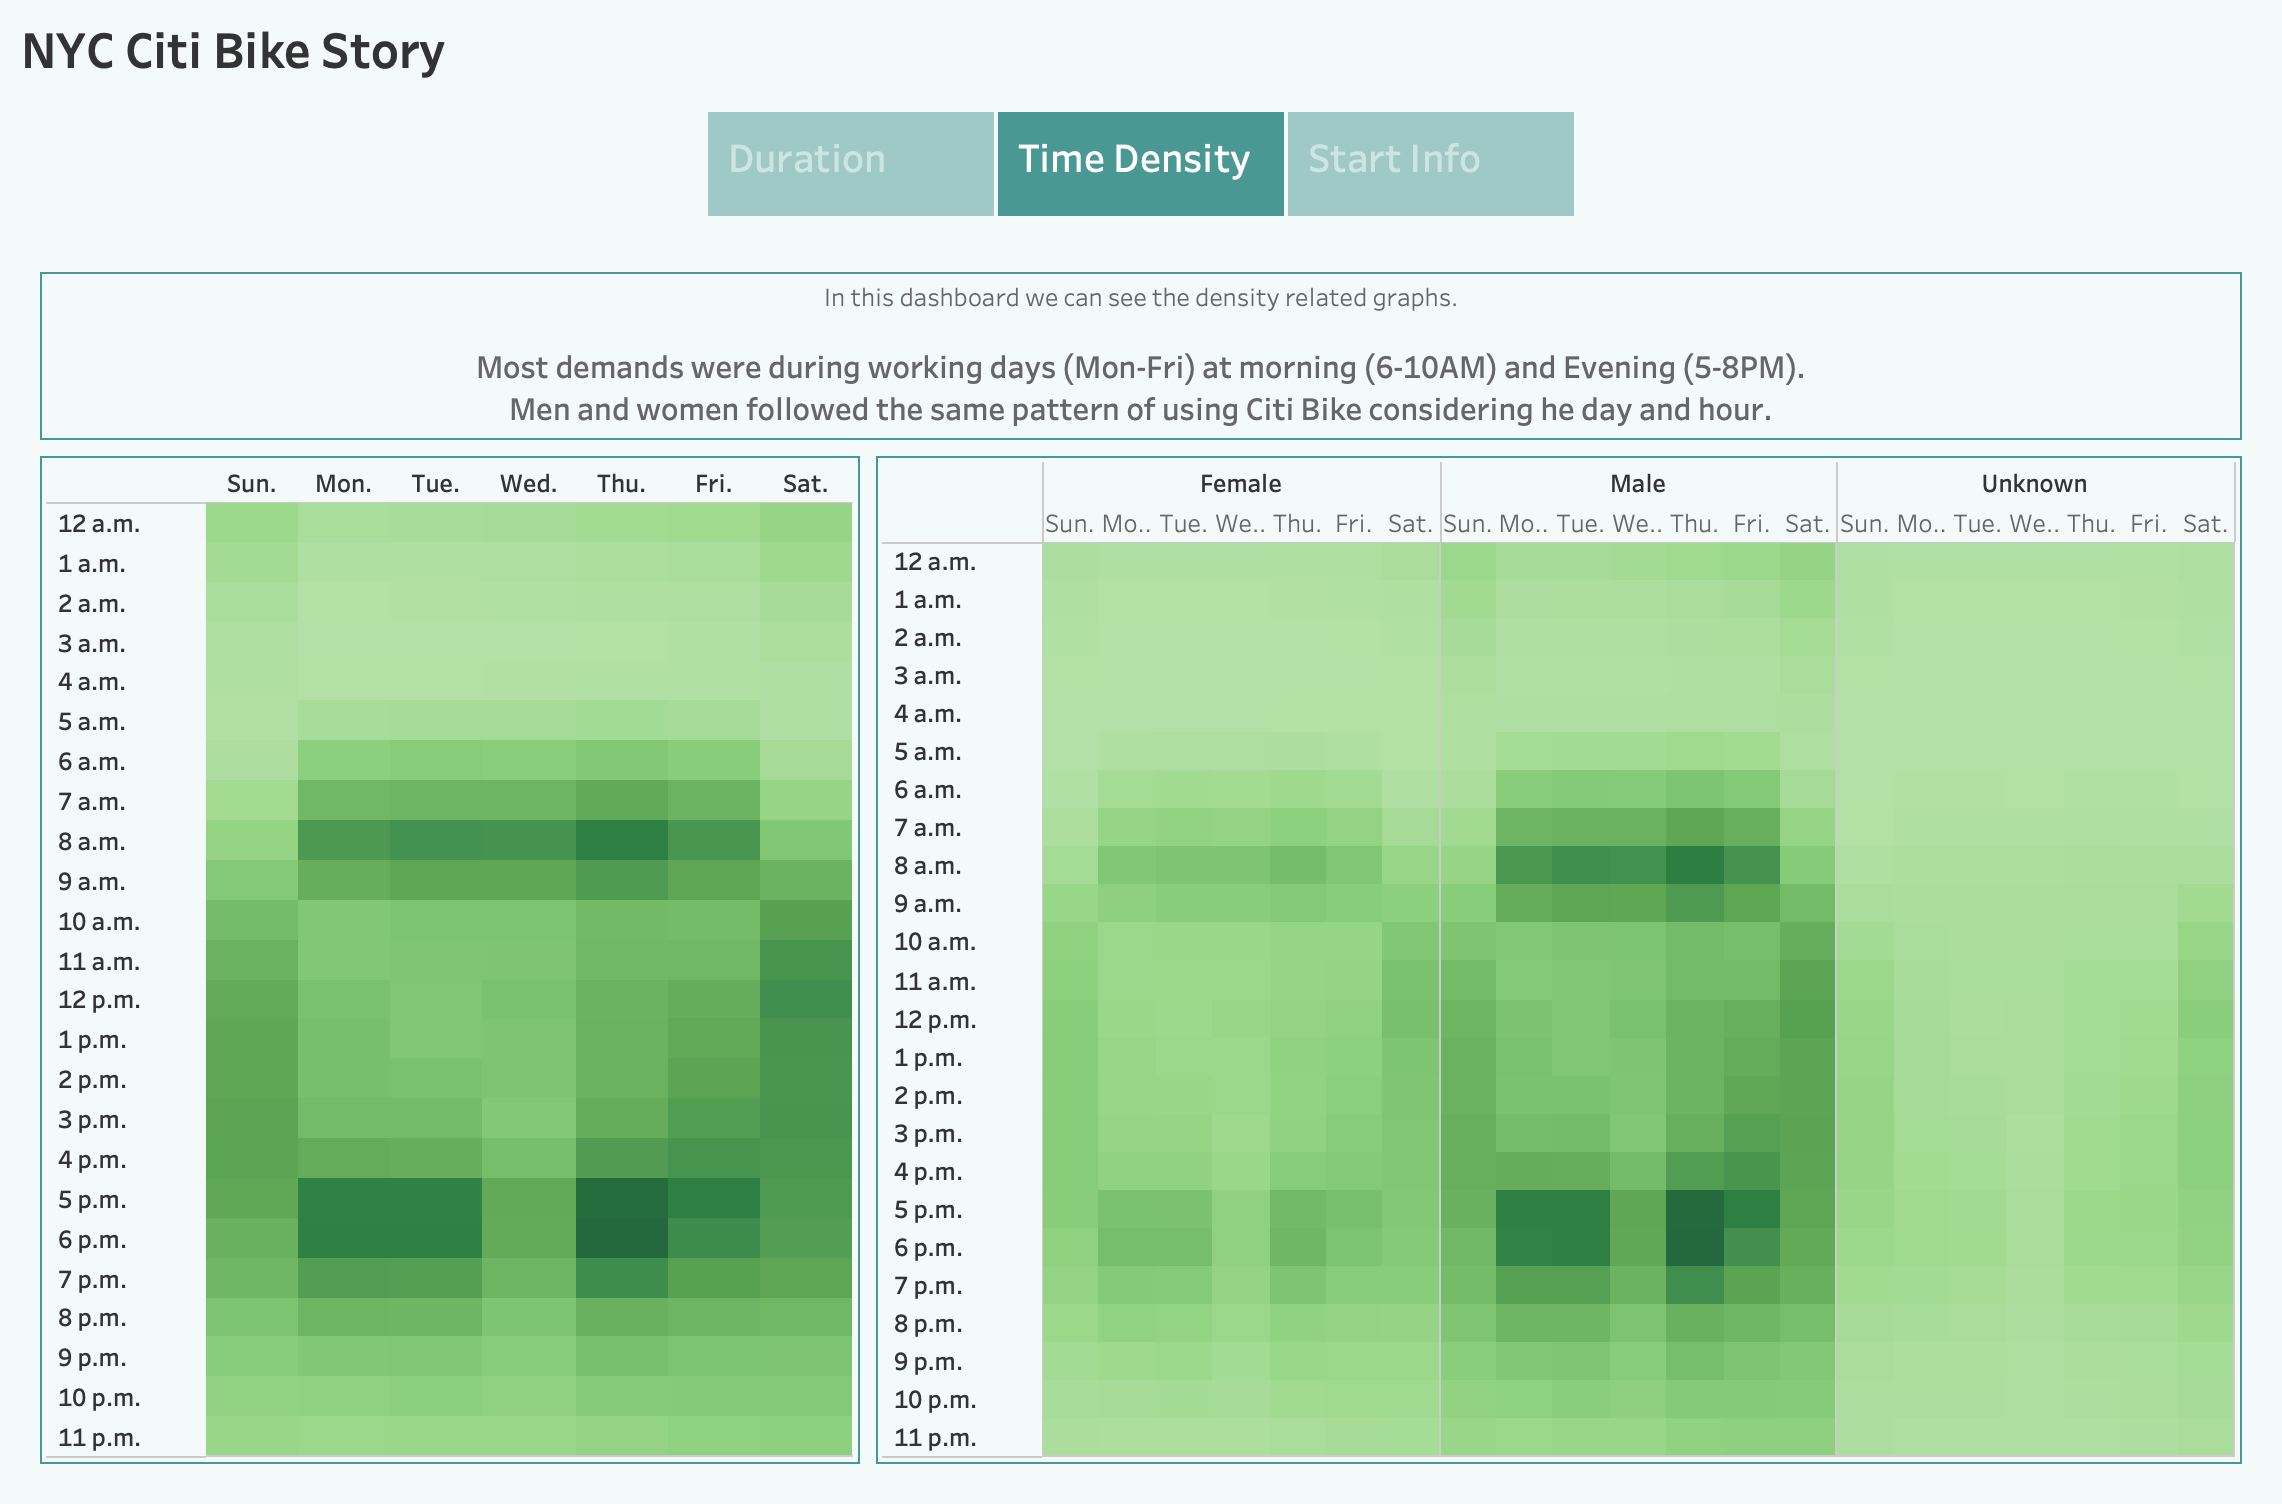 NYC Citi Bike Story
Duration
Time Density
Start Info
In this dashboard we can see the density related graphs.
Most demands were during working days (Mon-Fri) at morning (6-10AM) and Evening (5-8PM).
Men and women followed the same pattern of using Citi Bike considering he day and hour.
Sun. Mon. Tue. Wed. Thu. Fri. Sat.
12 a.m.
1 a.m.
2 a.m.
3 a.m.
4 a.m.
5 a.m.
6 a.m.
7 a.m.
8 a.m.
9 a.m.
10 a.m.
11 a.m.
12 p.m.
1 p.m.
2 p.m.
3 p.m.
4 p.m.
5 p.m.
6 p.m.
7 p.m.
8 p.m.
9 p.m.
10 p.m.
11 p.m.
Female Male Unknown
Sun. Mo.. Tue. We.. Thu. Fri. Sat. Sun. Mo.. Tue. We.. Thu. Fri. Sat. Sun. Mo.. Tue. We.. Thu. Fri. Sat.
12 a.m.
1 a.m.
2 a.m.
3 a.m.
4 a.m.
5 a.m.
6 a.m.
7 a.m.
8 a.m.
9 a.m.
10 a.m.
11 a.m.
12 p.m.
1 p.m.
2 p.m.
3 p.m.
4 p.m.
5 p.m.
6 p.m.
7 p.m.
8 p.m.
9 p.m.
10 p.m.
11 p.m.